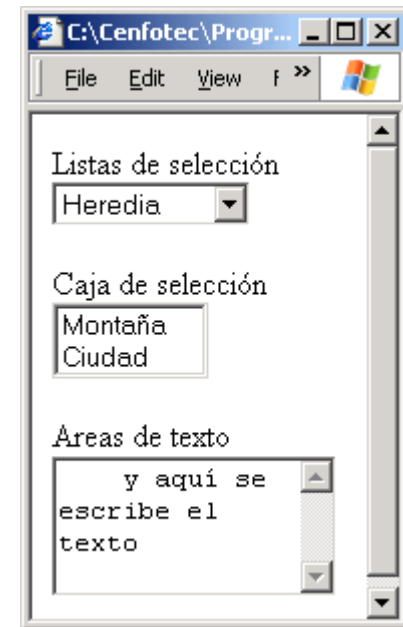 C:\Cenfotec\Progr...
File Edit View F »
Listas de selección
Heredia
Caja de selección
Montaña
Ciudad
Areas de texto
y aquí se
escribe el
texto